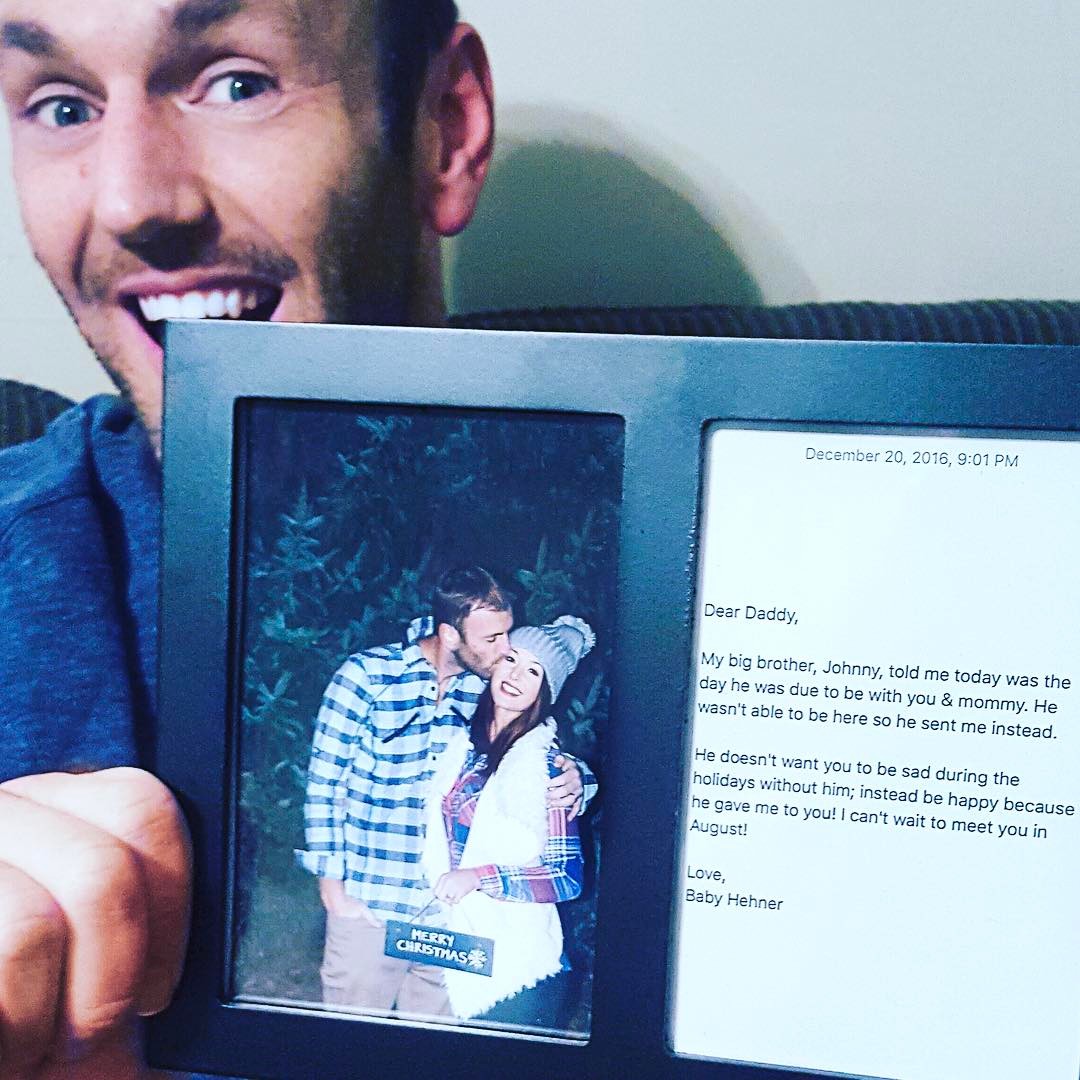 MERRY
CHRISTMAS
December 20, 2016, 9:01 PM
Dear Daddy,
My big brother, Johnny, told me today was the
day he was due to be with you & mommy. He
wasn't able to be here so he sent me instead.
He doesn't want you to be sad during the
holidays without him; instead be happy because
he gave me to you! I can't wait to meet you in
August!
Love,
Baby Hehner